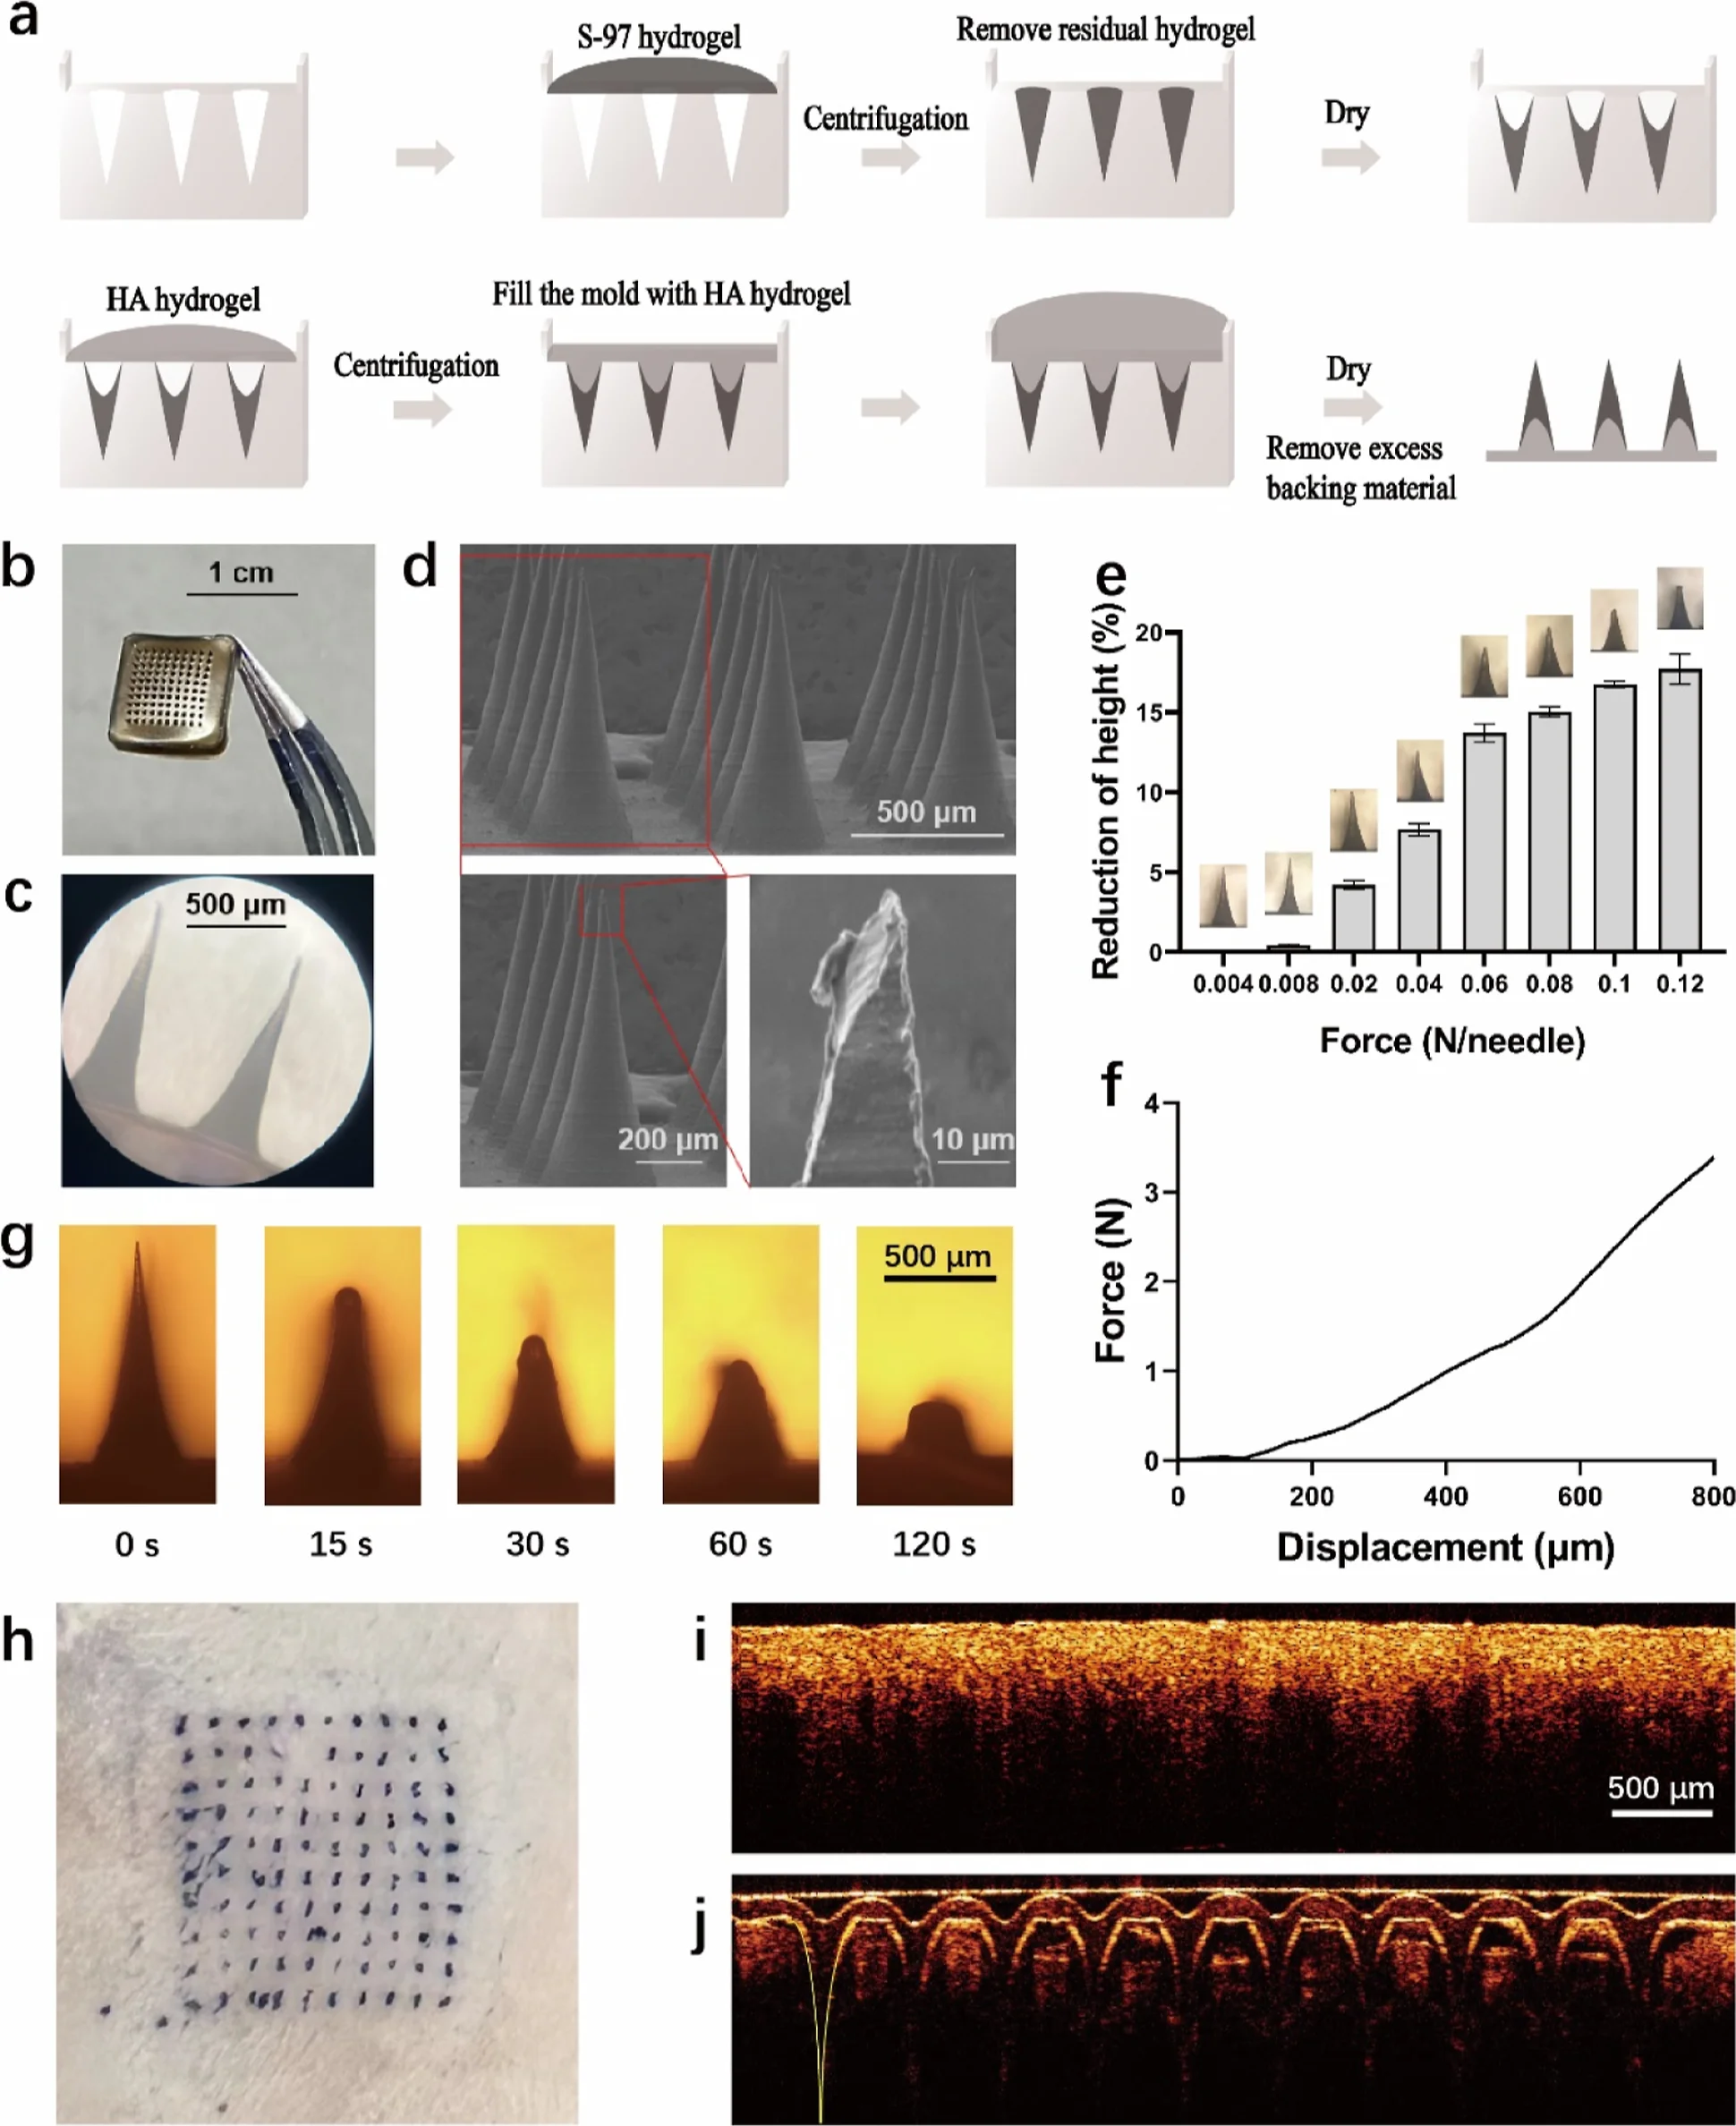 a
S-97 hydrogel
Remove residual hydrogel
Centrifugation
Dry
HA hydrogel
Fill the mold with HA hydrogel
Centrifugation
Dry
Remove excess
backing material
b
1 cm
c
500 µm
d
500 µm
200 µm
10 µm
e
Reduction of height (%)
20
15
10
5
0
0.004 0.008 0.02 0.04 0.06 0.08 0.1 0.12
Force (N/needle)
f
Force (N)
4
3
2
1
0
0 200 400 600 800
Displacement (µm)
g
500 µm
0 s 15 s 30 s 60 s 120 s
h
i
500 µm
j